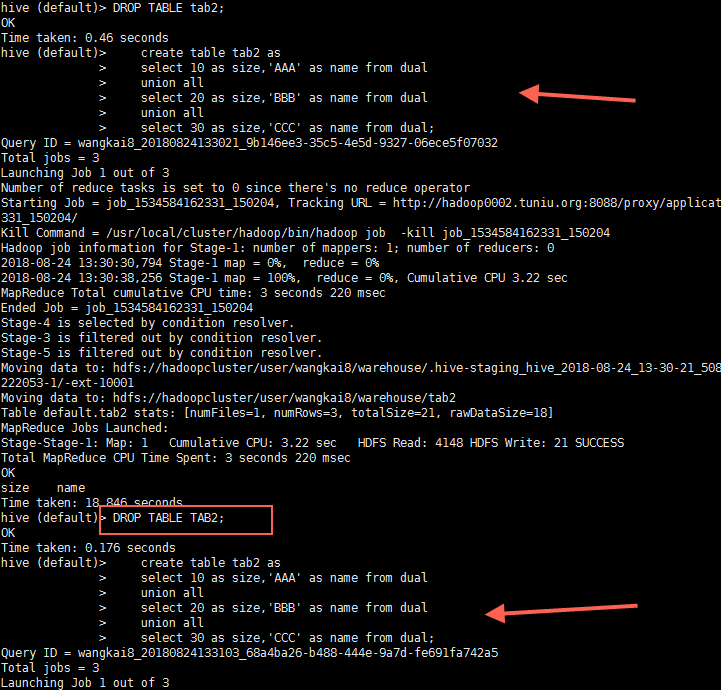 hive (default)> DROP TABLE tab2;
OK
Time taken: 0.46 seconds
hive (default)>     create table tab2 as
              >     select 10 as size,'AAA' as name from dual
              >     union all
              >     select 20 as size,'BBB' as name from dual
              >     union all
              >     select 30 as size,'CCC' as name from dual;
Query ID = wangkai8_20180824133021_9b146ee3-35c5-4e5d-9327-06ece5f07032
Total jobs = 3
Launching Job 1 out of 3
Number of reduce tasks is set to 0 since there's no reduce operator
Starting Job = job_1534584162331_150204, Tracking URL = http://hadoop0002.tuniu.org:8088/proxy/applicat
331_150204/
Kill Command = /usr/local/cluster/hadoop/bin/hadoop job  -kill job_1534584162331_150204
Hadoop job information for Stage-1: number of mappers: 1; number of reducers: 0
2018-08-24 13:30:30,794 Stage-1 map = 0%,  reduce = 0%
2018-08-24 13:30:38,256 Stage-1 map = 100%,  reduce = 0%, Cumulative CPU 3.22 sec
MapReduce Total cumulative CPU time: 3 seconds 220 msec
Ended Job = job_1534584162331_150204
Stage-4 is selected by condition resolver.
Stage-3 is filtered out by condition resolver.
Stage-5 is filtered out by condition resolver.
Moving data to: hdfs://hadoopcluster/user/wangkai8/warehouse/.hive-staging_hive_2018-08-24_13-30-21_508
222053-1/-ext-10001
Moving data to: hdfs://hadoopcluster/user/wangkai8/warehouse/tab2
Table default.tab2 stats: [numFiles=1, numRows=3, totalSize=21, rawDataSize=18]
MapReduce Jobs Launched:
Stage-Stage-1: Map: 1   Cumulative CPU: 3.22 sec   HDFS Read: 4148 HDFS Write: 21 SUCCESS
Total MapReduce CPU Time Spent: 3 seconds 220 msec
OK
size    name
Time taken: 18.846 seconds
hive (default)> DROP TABLE TAB2;
OK
Time taken: 0.176 seconds
hive (default)>     create table tab2 as
              >     select 10 as size,'AAA' as name from dual
              >     union all
              >     select 20 as size,'BBB' as name from dual
              >     union all
              >     select 30 as size,'CCC' as name from dual;
Query ID = wangkai8_20180824133103_68a4ba26-b488-444e-9a7d-fe691fa742a5
Total jobs = 3
Launching Job 1 out of 3